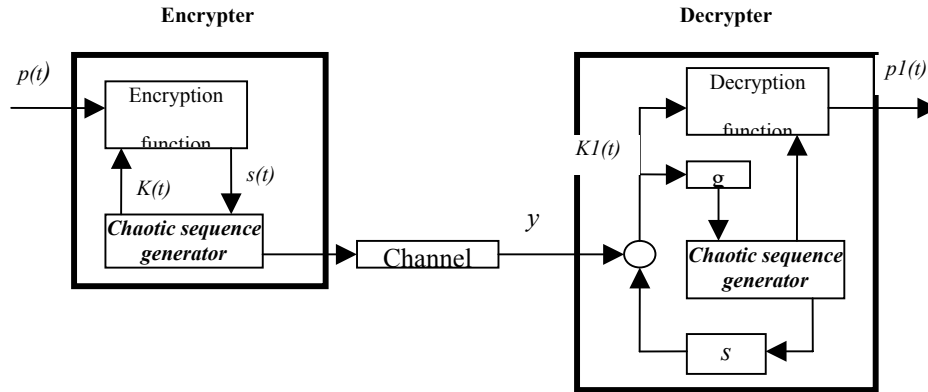 Encrypter
Decrypter
p(t)
Encryption
function
K(t)
s(t)
Chaotic sequence
generator
Channel
y
K1(t)
Decryption
function
g
Chaotic sequence
generator
s
p1(t)